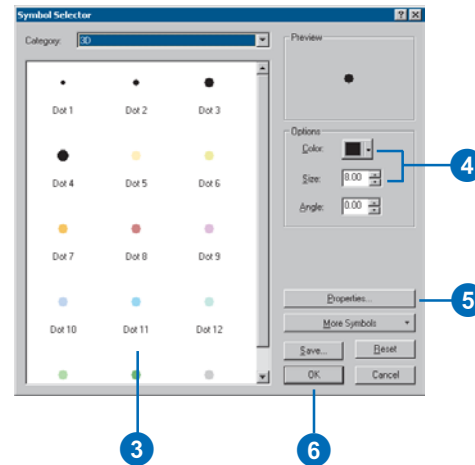 Symbol Selector
Category: 3D
Dot 1 Dot 2 Dot 3
Dot 4 Dot 5 Dot 6
Dot 7 Dot 8 Dot 9
Dot 10 Dot 11 Dot 12
Preview
Options
Color:
Size: 8.00
Angle: 0.00
4
Properties...
5
More Symbols
Save... Reset
OK Cancel
3
6